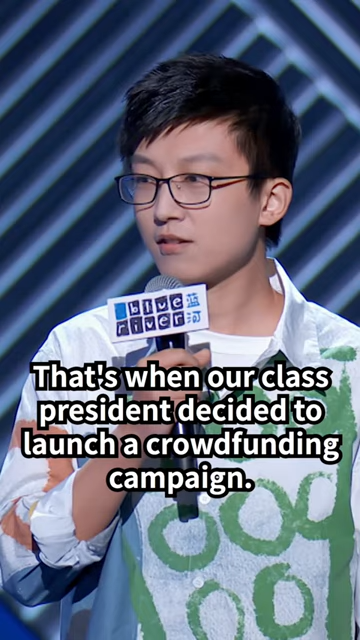 blue 蓝
river 河
That's when our class
president decided to
launch a crowdfunding
campaign.